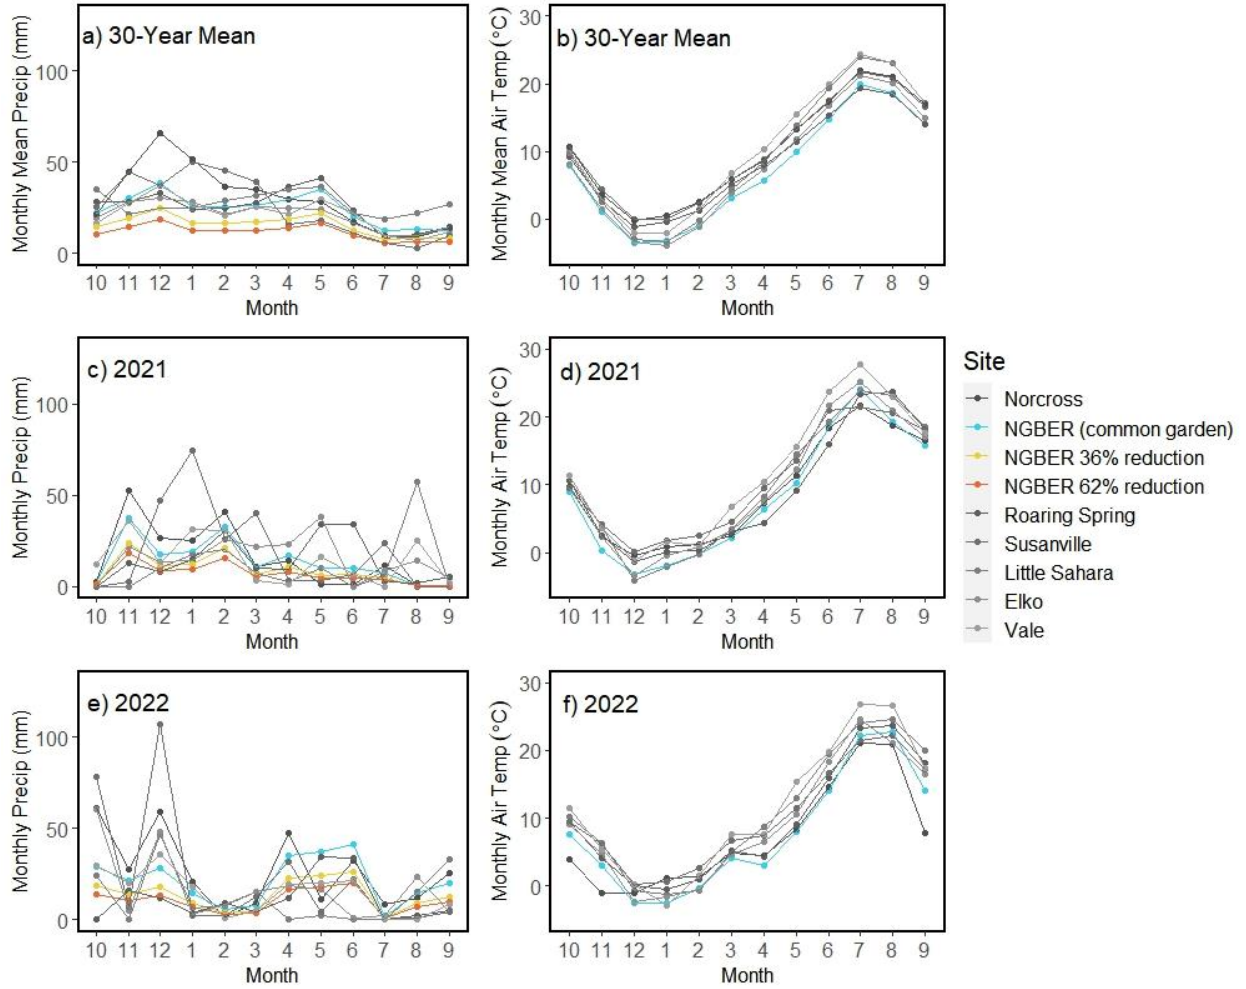 a) 30-Year Mean
Monthly Mean Precip (mm)
100
50
0
10 11 12 1 2 3 4 5 6 7 8 9
Month
b) 30-Year Mean
Monthly Mean Air Temp (°C)
30
20
10
0
10 11 12 1 2 3 4 5 6 7 8 9
Month
c) 2021
Monthly Precip (mm)
100
50
0
10 11 12 1 2 3 4 5 6 7 8 9
Month
d) 2021
Monthly Air Temp (°C)
30
20
10
0
10 11 12 1 2 3 4 5 6 7 8 9
Month
Site
Norcross
NGBER (common garden)
NGBER 36% reduction
NGBER 62% reduction
Roaring Spring
Susanville
Little Sahara
Elko
Vale
e) 2022
Monthly Precip (mm)
100
50
0
10 11 12 1 2 3 4 5 6 7 8 9
Month
f) 2022
Monthly Air Temp (°C)
30
20
10
0
10 11 12 1 2 3 4 5 6 7 8 9
Month